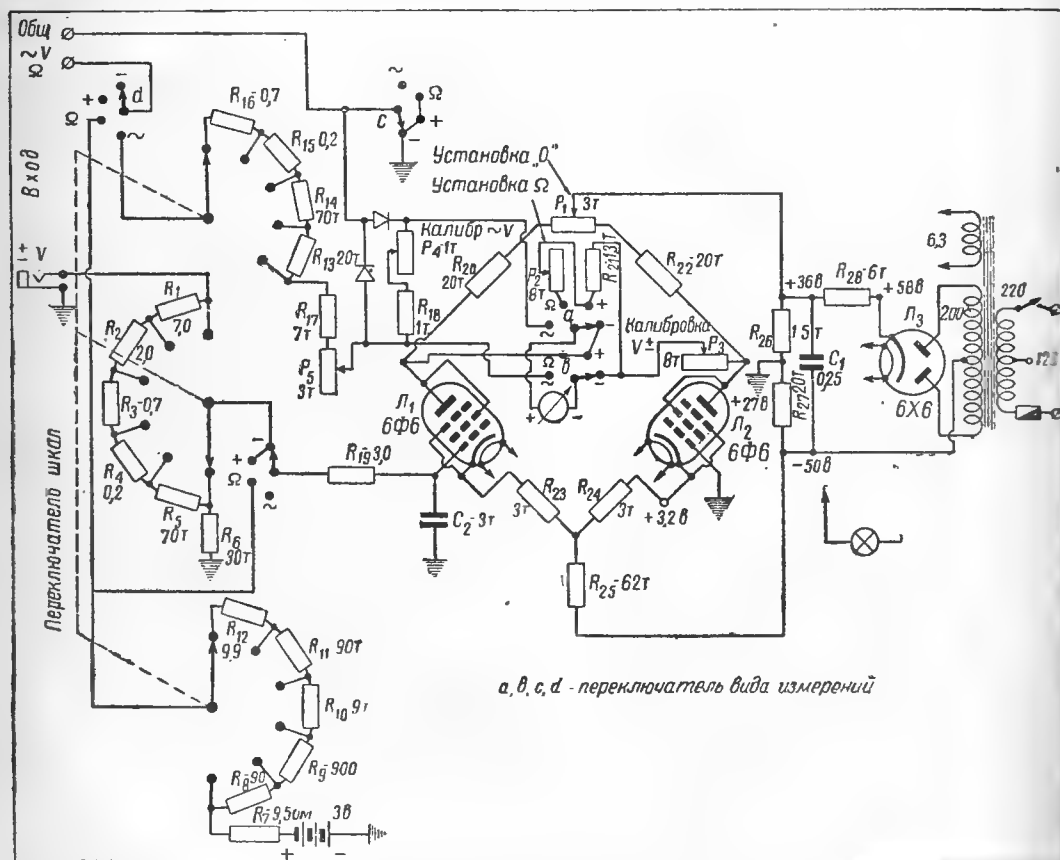 Общ
~V
Ω
-
+
d
Ω
~
Вход
± V
Переключатель шкал
R16-0,7
R15 0,2
R14
70т
R13 20т
R17
7т
P5
3т
R1
7,0
R2
2,0
R3-0,7
R4
0,2
R5
70т
R6
30т
~
Ω
+
-
c
Установка „0"
Установка Ω
P1 3т
Калибр ~V
P4-1т
R18
1т
R20
20т
P2
8т
R22-20т
Ω
a
+
-
~
Калибровка
V±
P3
8т
+
в
Ω
~
-
+
-
Л1
6Ф6
+27в
Л2
6Ф6
-
+
Ω
~
R19 3,0
C2-3т
R23
3т
R24
3т
+3,2в
R25-62т
+36в
R28-6т
+58в
R26
15т
C1
0,25
R27 20т
-50в
Л3
6Х6
6,3
200
220
R12
9,9
R11 90т
R10 9т
R9-900
R8-90
R7-9,5ом
3в
+
-
а, в, с, d - переключатель вида измерений